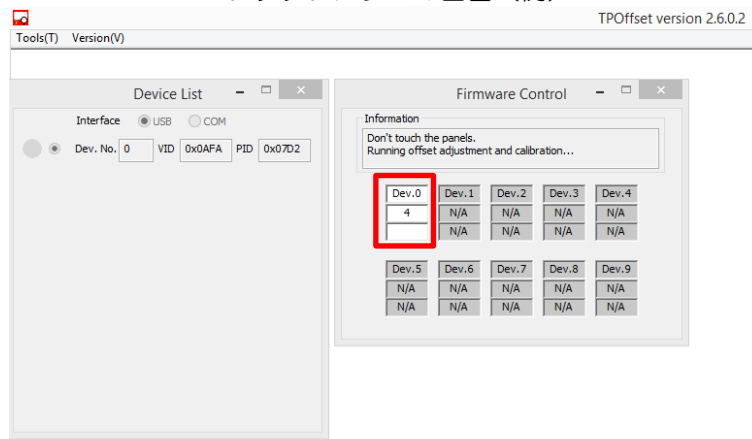 TPOffset version 2.6.0.2
Tools(T) Version(V)
Device List
Interface USB COM
Dev. No. 0 VID 0x0AFA PID 0x07D2
Firmware Control
Information
Don't touch the panels.
Running offset adjustment and calibration...
Dev.0 Dev.1 Dev.2 Dev.3 Dev.4
4 N/A N/A N/A N/A
N/A N/A N/A N/A
Dev.5 Dev.6 Dev.7 Dev.8 Dev.9
N/A N/A N/A N/A N/A
N/A N/A N/A N/A N/A